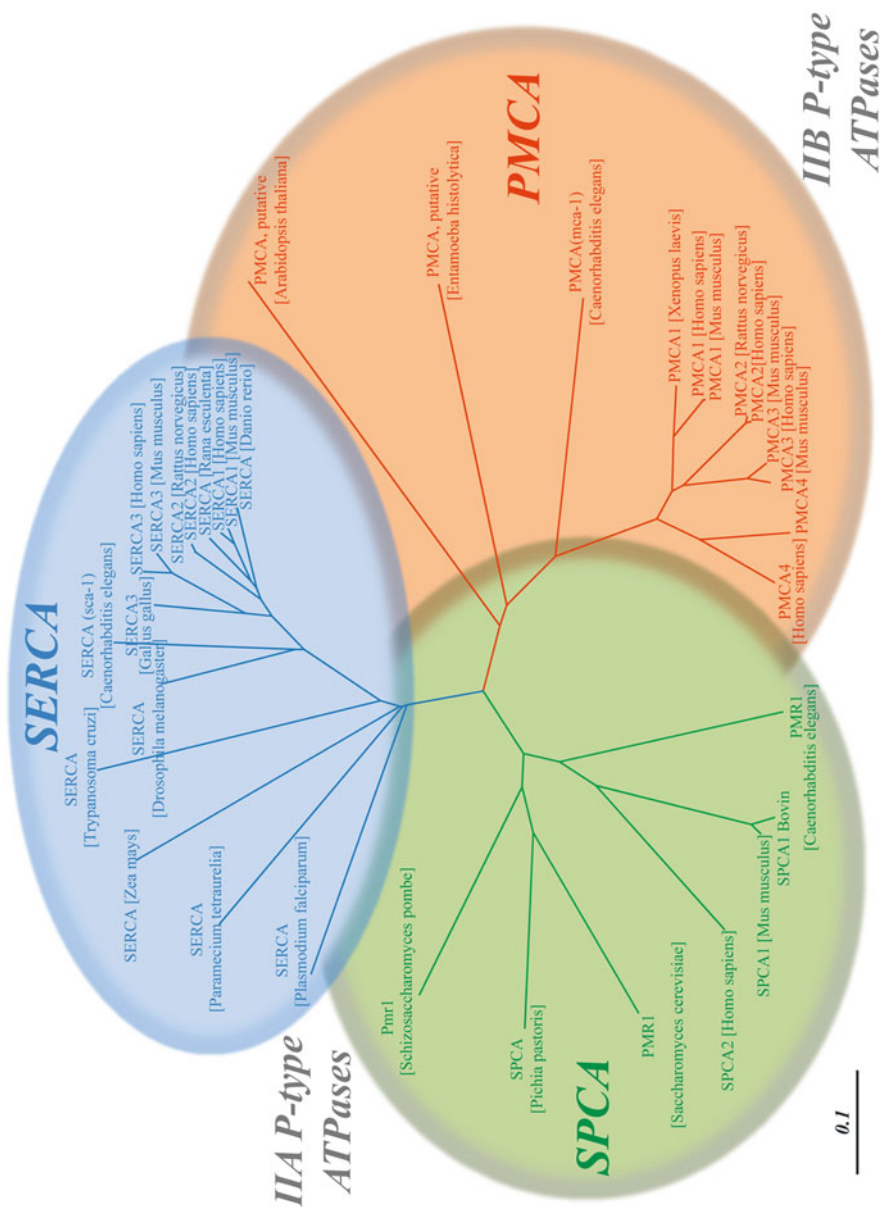 SERCA
SERCA
[Trypanosoma cruzi]
SERCA (sca-1)
[Caenorhabditis elegans]
SERCA
[Drosophila melanogaster]
SERCA3
[Gallus gallus]
SERCA3 [Homo sapiens]
SERCA3 [Mus musculus]
SERCA2 [Rattus norvegicus]
SERCA2 [Homo sapiens]
SERCA [Rana esculenta]
SERCA1 [Homo sapiens]
SERCA1 [Mus musculus]
SERCA [Danio rerio]
SERCA [Zea mays]
SERCA
[Paramecium tetraurelia]
SERCA
[Plasmodium falciparum]
IIA P-type
ATPases
PMCA
PMCA, putative
[Arabidopsis thaliana]
PMCA, putative
[Entamoeba histolytica]
PMCA(mca-1)
[Caenorhabditis elegans]
PMCA1 [Xenopus laevis]
PMCA1 [Homo sapiens]
PMCA1 [Mus musculus]
PMCA2 [Rattus norvegicus]
PMCA2[Homo sapiens]
PMCA3 [Mus musculus]
PMCA3 [Homo sapiens]
PMCA4 [Mus musculus]
PMCA4
[Homo sapiens]
IIB P-type
ATPases
Pmr1
[Schizosaccharomyces pombe]
SPCA
[Pichia pastoris]
PMR1
[Saccharomyces cerevisiae]
SPCA2 [Homo sapiens]
SPCA1 [Mus musculus]
SPCA1 Bovin
PMR1
[Caenorhabditis elegans]
SPCA
0.1